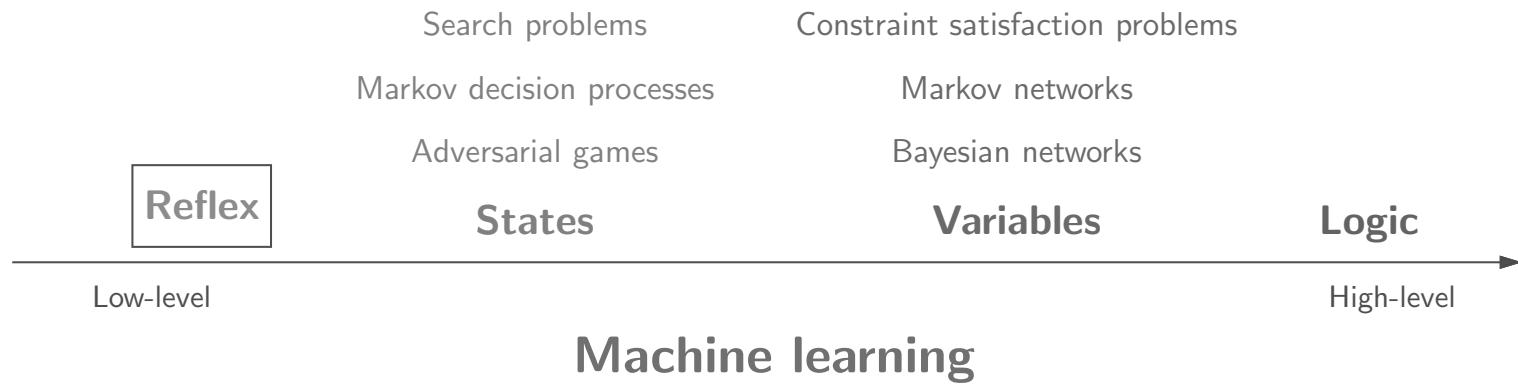 Search problems
Constraint satisfaction problems
Markov decision processes
Markov networks
Adversarial games
Bayesian networks
Reflex
States
Variables
Logic
Low-level
High-level
Machine learning